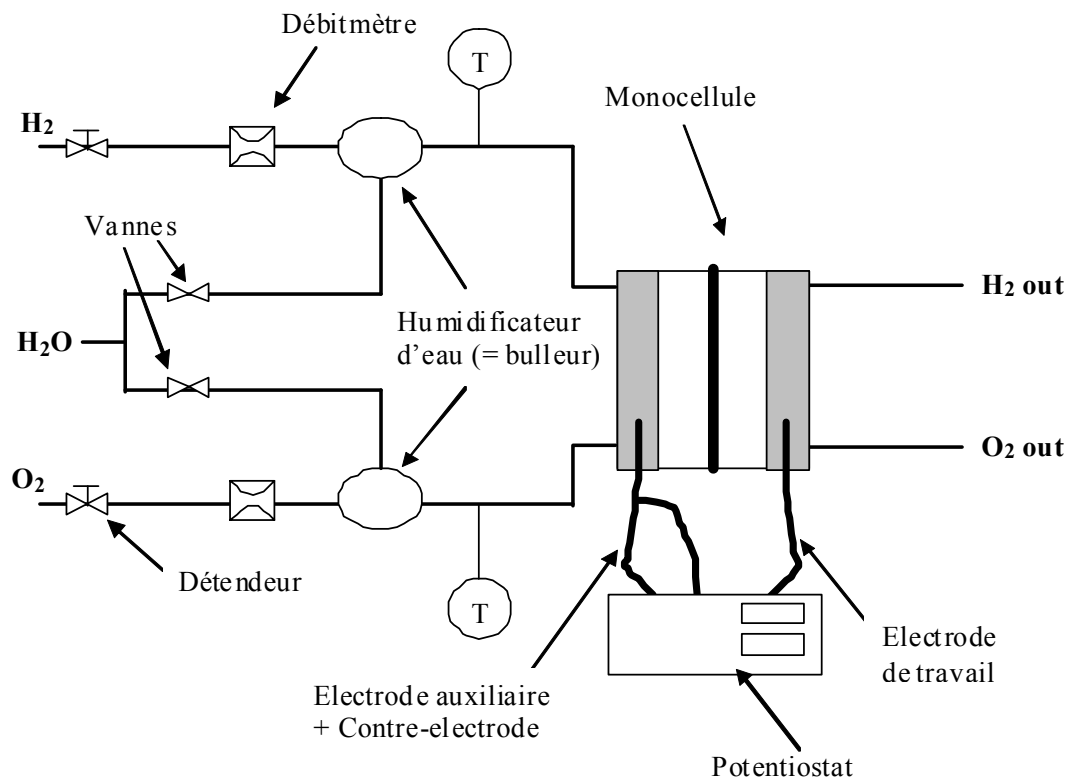 Débitmètre
T
Monocellule
H2
Vannes
H2 out
H2O
Humidificateur
d'eau (= bulleur)
O2 out
O2
Détendeur
T
Electrode
de travail
Electrode auxiliaire
+ Contre-electrode
Potentiostat